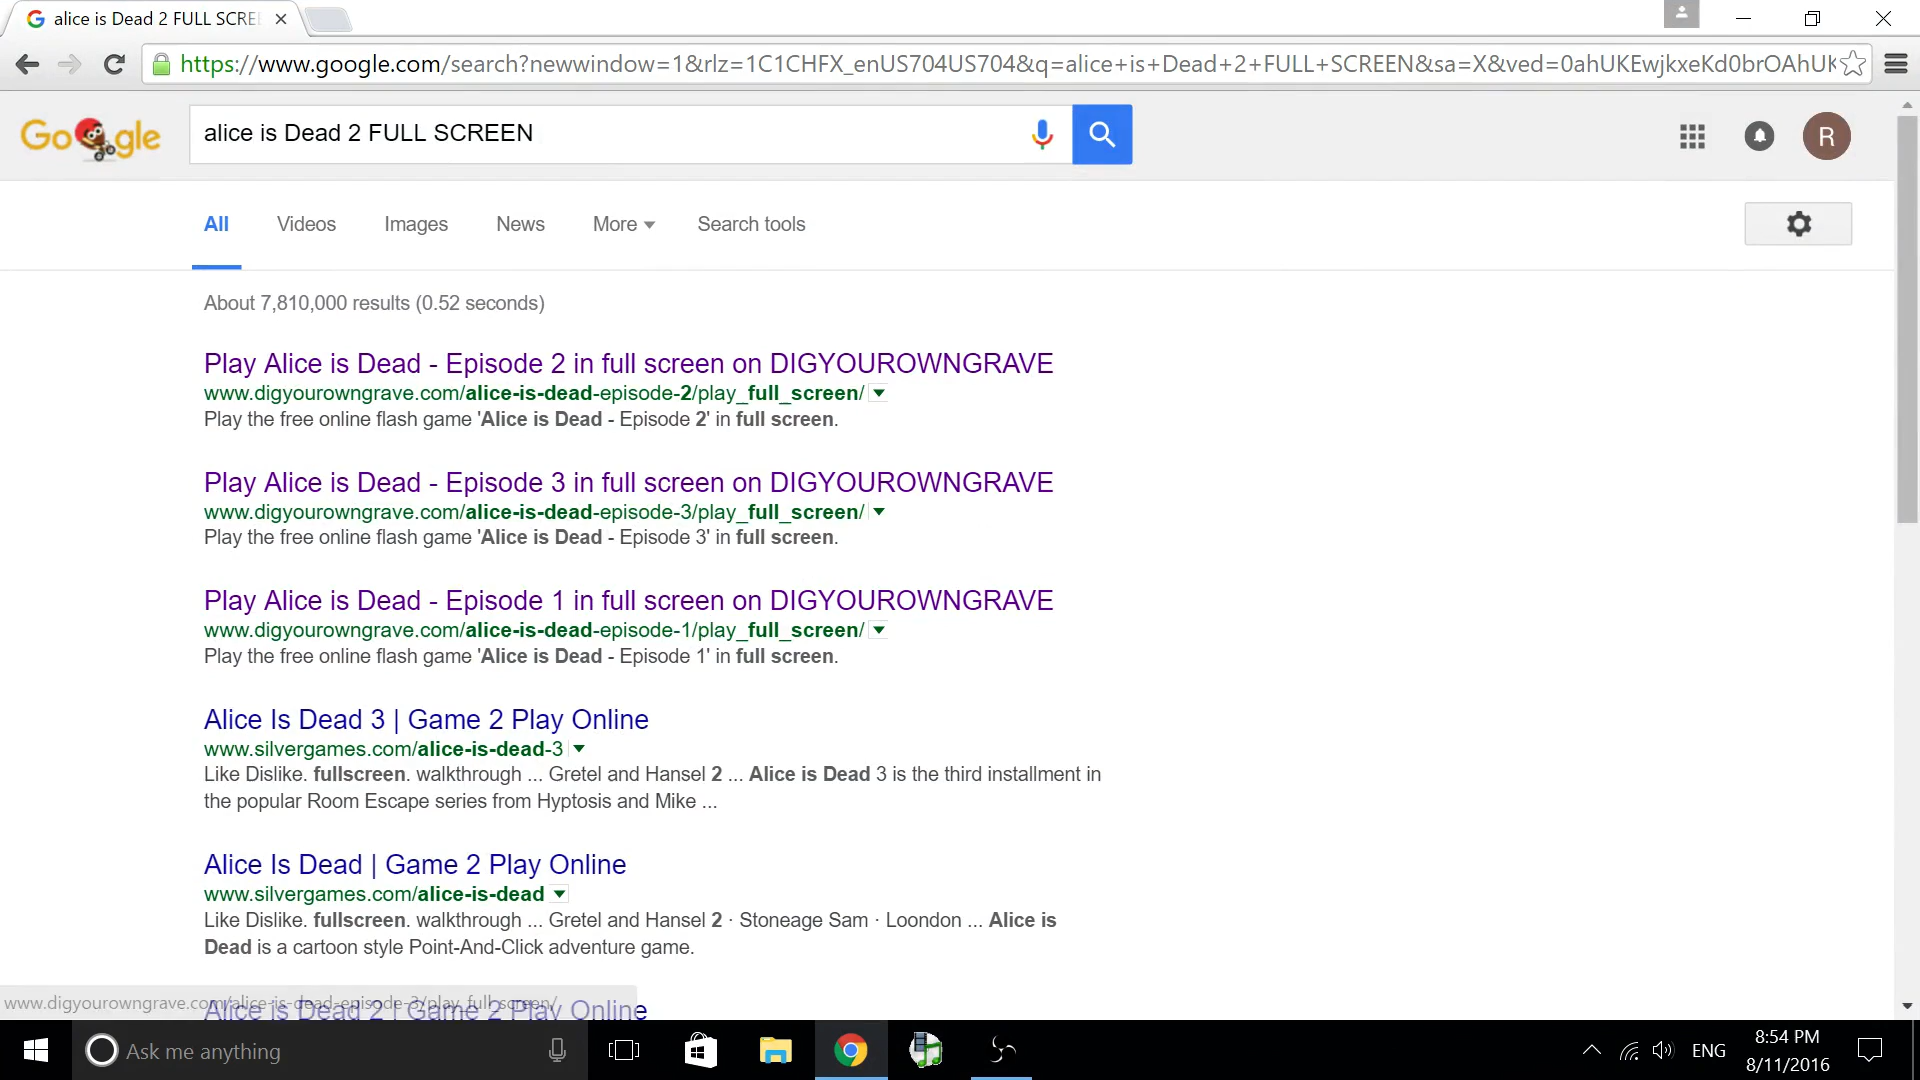 alice is Dead 2 FULL SCRE
https://www.google.com/search?newwindow=1&rlz=1C1CHFX_enUS704US704&q=alice+is+Dead+2+FULL+SCREEN&sa=X&ved=0ahUKEwjkxeKd0brOAhUK
Google
alice is Dead 2 FULL SCREEN
R
All Videos Images News More Search tools
About 7,810,000 results (0.52 seconds)
Play Alice is Dead - Episode 2 in full screen on DIGYOUROWNGRAVE
www.digyourowngrave.com/alice-is-dead-episode-2/play_full_screen/
Play the free online flash game 'Alice is Dead - Episode 2' in full screen.
Play Alice is Dead - Episode 3 in full screen on DIGYOUROWNGRAVE
www.digyourowngrave.com/alice-is-dead-episode-3/play_full_screen/
Play the free online flash game 'Alice is Dead - Episode 3' in full screen.
Play Alice is Dead - Episode 1 in full screen on DIGYOUROWNGRAVE
www.digyourowngrave.com/alice-is-dead-episode-1/play_full_screen/
Play the free online flash game 'Alice is Dead - Episode 1' in full screen.
Alice Is Dead 3 | Game 2 Play Online
www.silvergames.com/alice-is-dead-3
Like Dislike. fullscreen. walkthrough ... Gretel and Hansel 2 ... Alice is Dead 3 is the third installment in
the popular Room Escape series from Hyptosis and Mike ...
Alice Is Dead | Game 2 Play Online
www.silvergames.com/alice-is-dead
Like Dislike. fullscreen. walkthrough ... Gretel and Hansel 2 · Stoneage Sam · Loondon ... Alice is
Dead is a cartoon style Point-And-Click adventure game.
www.digyourowngrave.com/alice-is-dead-episode-3/play_full_screen/
Alice Is Dead 2 | Game 2 Play Online
Ask me anything
ENG
8:54 PM
8/11/2016